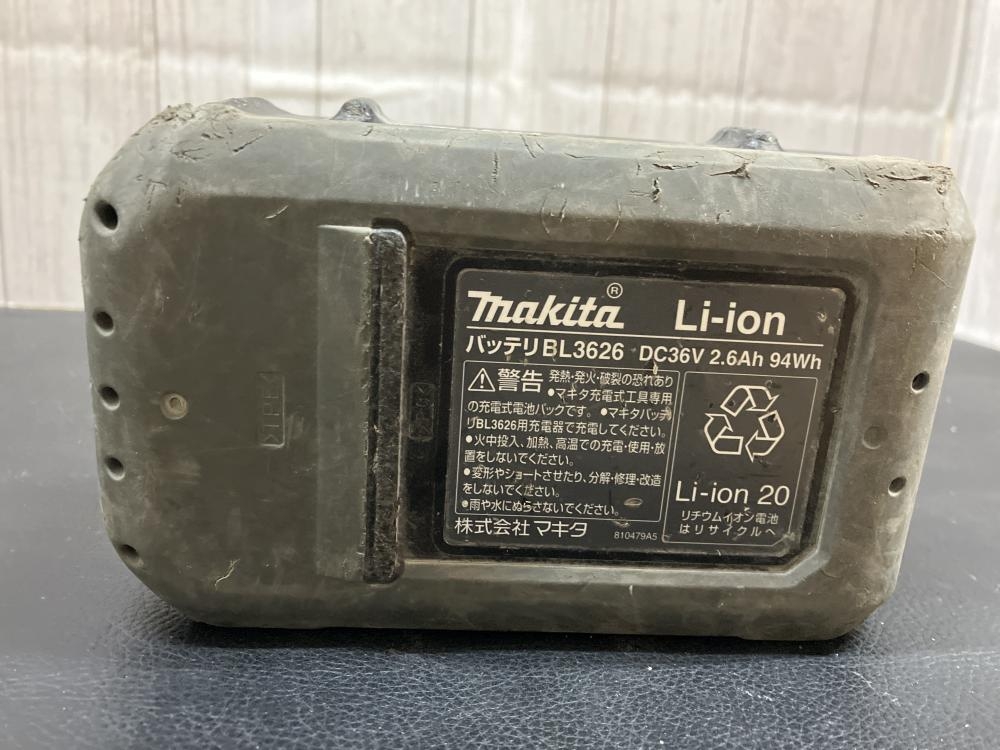 makita® Li-ion
バッテリBL3626 DC36V 2.6Ah 94Wh
⚠警告 発熱・発火・破裂の恐れあり
●マキタ充電式工具専用
の充電式電池パックです。●マキタバッテ
リBL3626用充電器で充電してください。
●火中投入、加熱、高温での充電・使用・放
置をしないでください。
●変形やショートさせたり、分解・修理・改造
をしないでください。
●雨や水にぬらさないでください。
株式会社マキタ 810479A5
Li-ion 20
リチウムイオン電池
はリサイクルへ
>TPE<